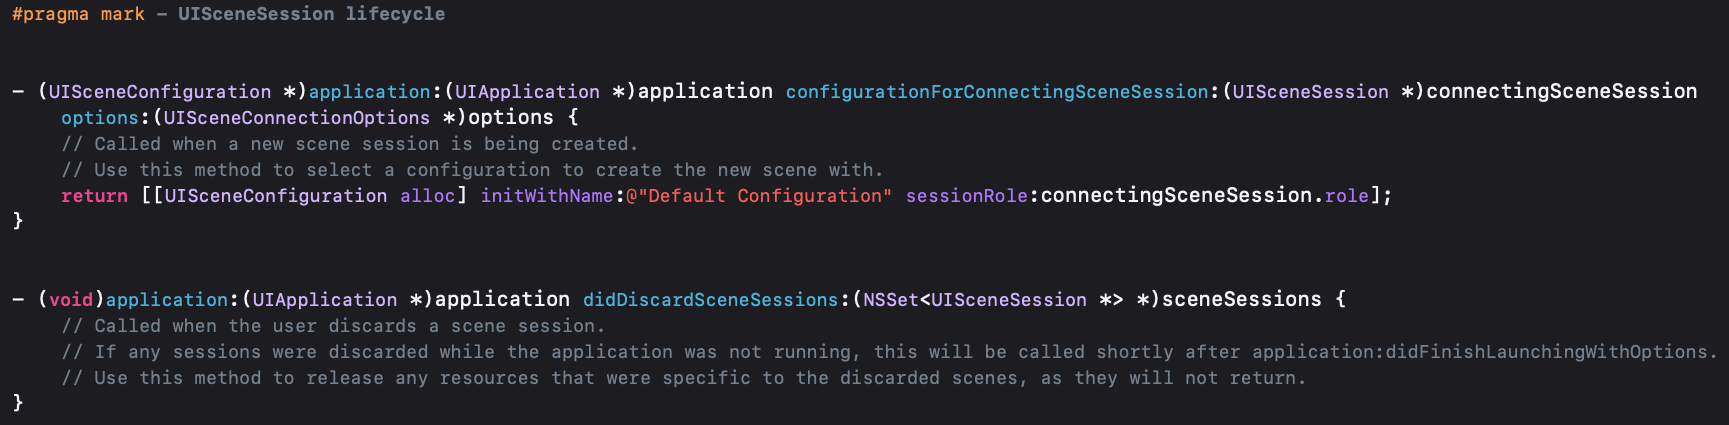 #pragma mark - UISceneSession lifecycle
- (UISceneConfiguration *)application:(UIApplication *)application configurationForConnectingSceneSession:(UISceneSession *)connectingSceneSession
options:(UISceneConnectionOptions *)options {
// Called when a new scene session is being created.
// Use this method to select a configuration to create the new scene with.
return [[UISceneConfiguration alloc] initWithName:@"Default Configuration" sessionRole:connectingSceneSession.role];
}
- (void)application:(UIApplication *)application didDiscardSceneSessions:(NSSet<UISceneSession *> *)sceneSessions {
// Called when the user discards a scene session.
// If any sessions were discarded while the application was not running, this will be called shortly after application:didFinishLaunchingWithOptions.
// Use this method to release any resources that were specific to the discarded scenes, as they will not return.
}